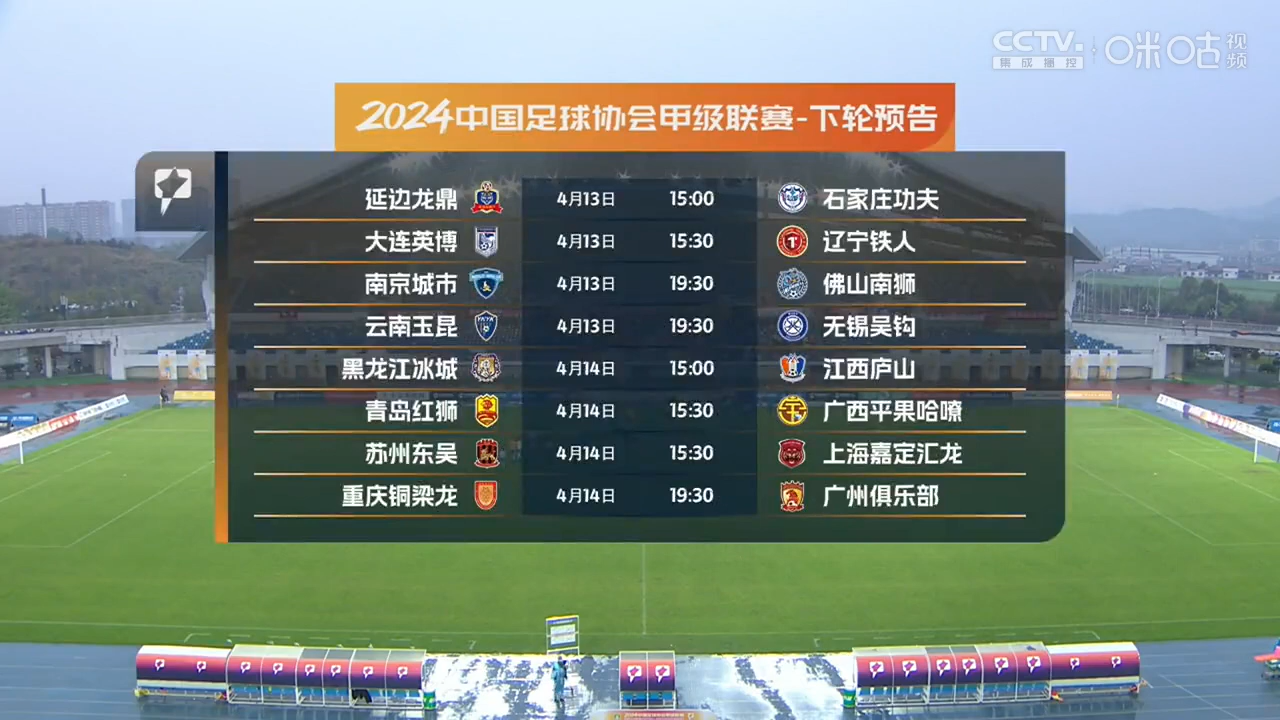 CCTV. 咪咕视频
集成播控
2024中国足球协会甲级联赛-下轮预告
延边龙鼎 4月13日 15:00 石家庄功夫
大连英博 4月13日 15:30 辽宁铁人
南京城市 4月13日 19:30 佛山南狮
云南玉昆 4月13日 19:30 无锡吴钩
黑龙江冰城 4月14日 15:00 江西庐山
青岛红狮 4月14日 15:30 广西平果哈嘹
苏州东吴 4月14日 15:30 上海嘉定汇龙
重庆铜梁龙 4月14日 19:30 广州俱乐部